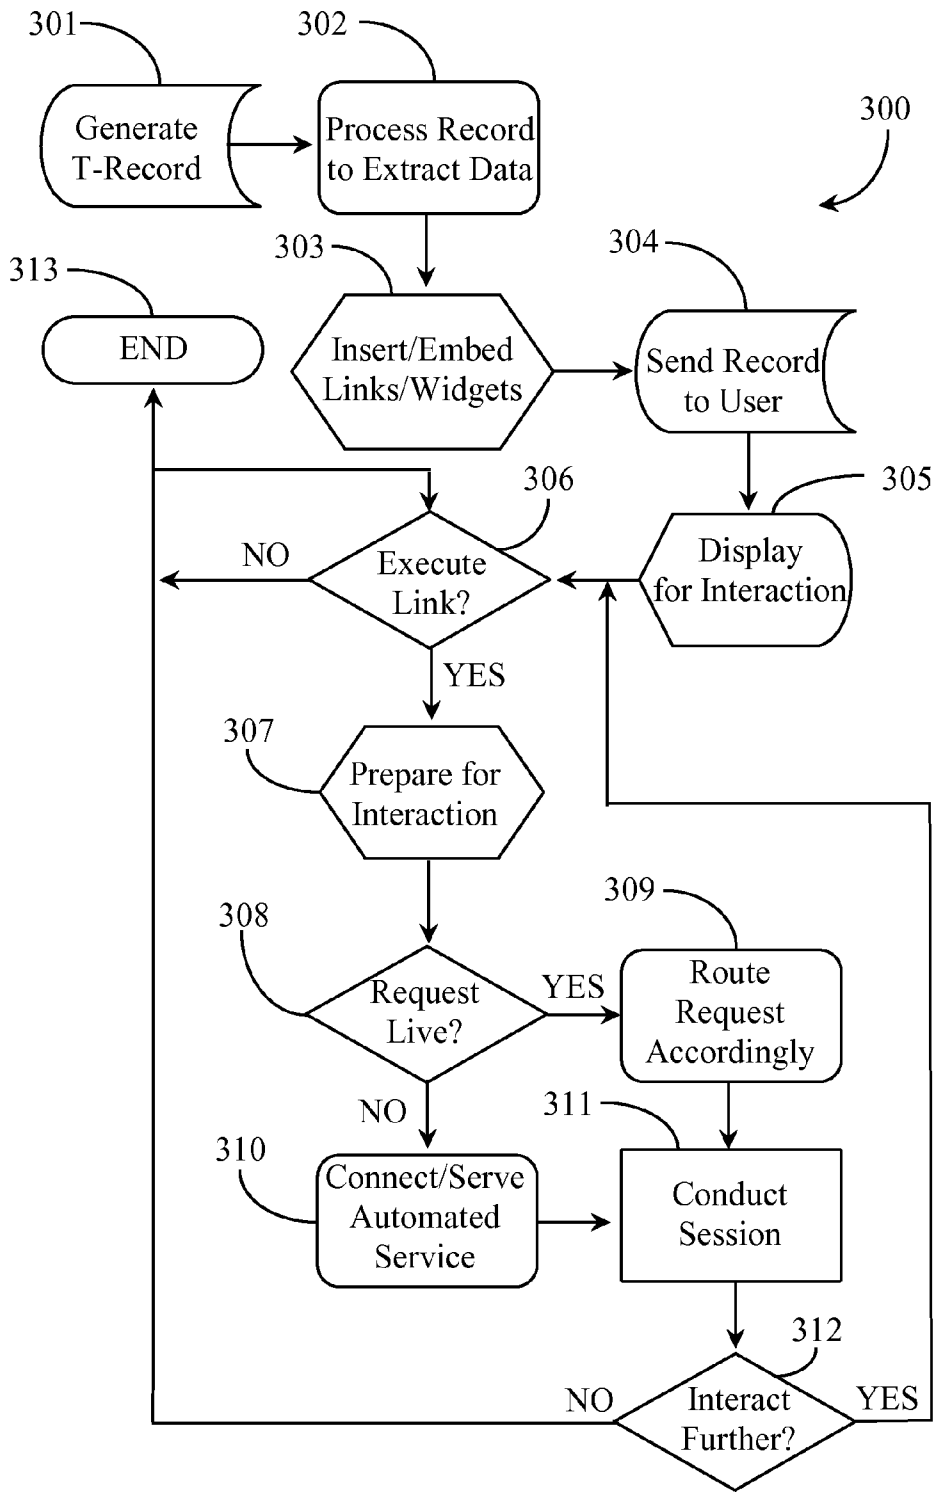 301
302
Generate
T-Record
Process Record
to Extract Data
300
303
304
313
END
Insert/Embed
Links/Widgets
Send Record
to User
306
305
NO
Execute
Link?
Display
for Interaction
YES
307
Prepare for
Interaction
308
309
Request
Live?
YES
Route
Request
Accordingly
NO
311
310
Connect/Serve
Automated
Service
Conduct
Session
312
NO
Interact
Further?
YES